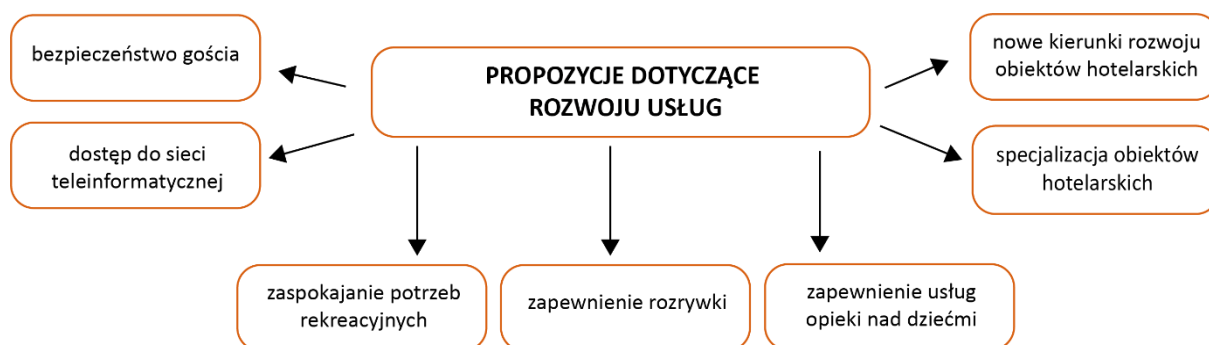 bezpieczeństwo gościa
PROPOZYCJE DOTYCZĄCE
ROZWOJU USŁUG
nowe kierunki rozwoju
obiektów hotelarskich
dostęp do sieci
teleinformatycznej
specjalizacja obiektów
hotelarskich
zaspokajanie potrzeb
rekreacyjnych
zapewnienie rozrywki
zapewnienie usług
opieki nad dziećmi